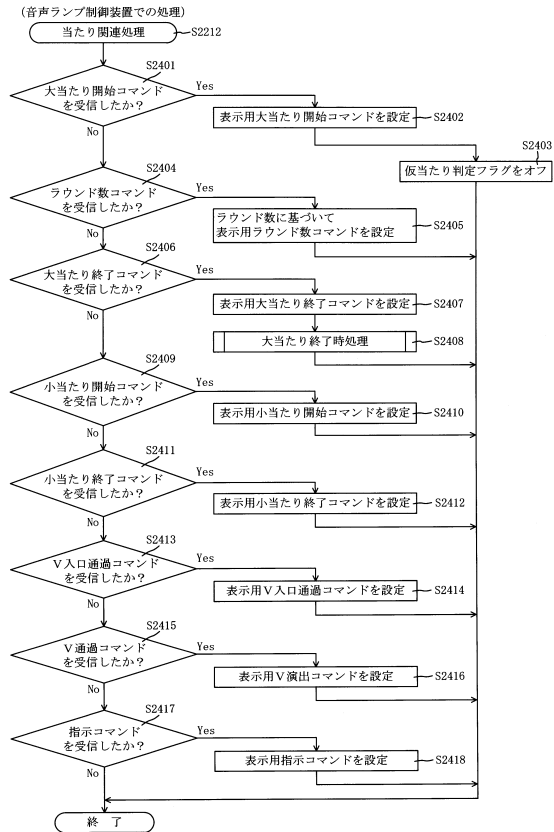 (音声ランプ制御装置での処理)
当たり関連処理
S2212
S2401
大当たり開始コマンド
を受信したか?
Yes
No
表示用大当たり開始コマンドを設定
S2402
S2403
仮当たり判定フラグをオフ
S2404
ラウンド数コマンド
を受信したか?
Yes
No
ラウンド数に基づいて
表示用ラウンド数コマンドを設定
S2405
S2406
大当たり終了コマンド
を受信したか?
Yes
No
表示用大当たり終了コマンドを設定
S2407
大当たり終了時処理
S2408
S2409
小当たり開始コマンド
を受信したか?
Yes
No
表示用小当たり開始コマンドを設定
S2410
S2411
小当たり終了コマンド
を受信したか?
Yes
No
表示用小当たり終了コマンドを設定
S2412
S2413
V入口通過コマンド
を受信したか?
Yes
No
表示用V入口通過コマンドを設定
S2414
S2415
V通過コマンド
を受信したか?
Yes
No
表示用V演出コマンドを設定
S2416
S2417
指示コマンド
を受信したか?
Yes
No
表示用指示コマンドを設定
S2418
終 了